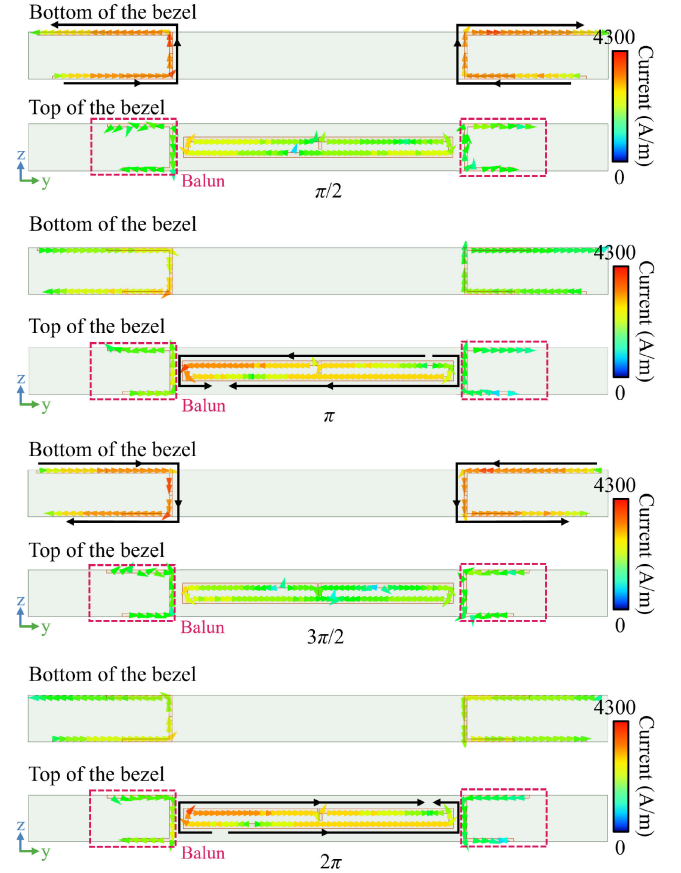 Bottom of the bezel
4300
Current (A/m)
0
Top of the bezel
z
y
Balun
π/2
Bottom of the bezel
4300
Current (A/m)
0
Top of the bezel
z
y
Balun
π
Bottom of the bezel
4300
Current (A/m)
0
Top of the bezel
z
y
Balun
3π/2
Bottom of the bezel
4300
Current (A/m)
0
Top of the bezel
z
y
Balun
2π